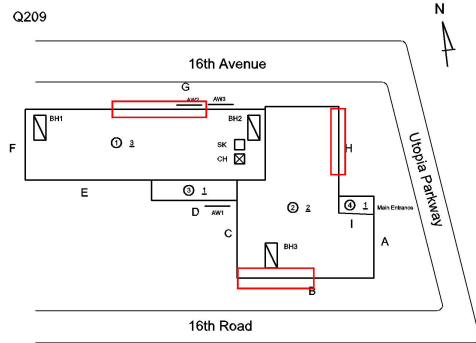 Q209
N
16th Avenue
G
AW2 AW3
BH1
BH2
F
1 3
SK
CH
H
Utopia Parkway
E
3 1
D
AW1
C
2 2
4 1
Main Entrance
I
A
BH3
B
16th Road